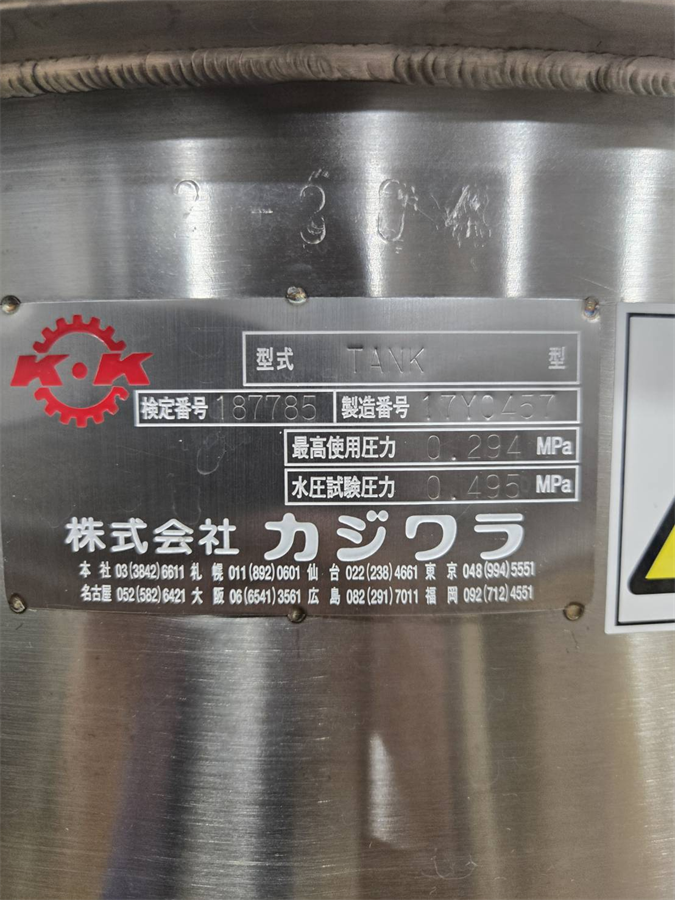 2-30
K・K
型式 TANK 型
検定番号 187785 製造番号 17Y0457
最高使用圧力 0.294 MPa
水圧試験圧力 0.495 MPa
株式会社 カジワラ
本社 03(3842)6611 札幌 011(892)0601 仙台 022(238)4661 東京 048(994)5551
名古屋 052(582)6421 大阪 06(6541)3561 広島 082(291)7011 福岡 092(712)4551